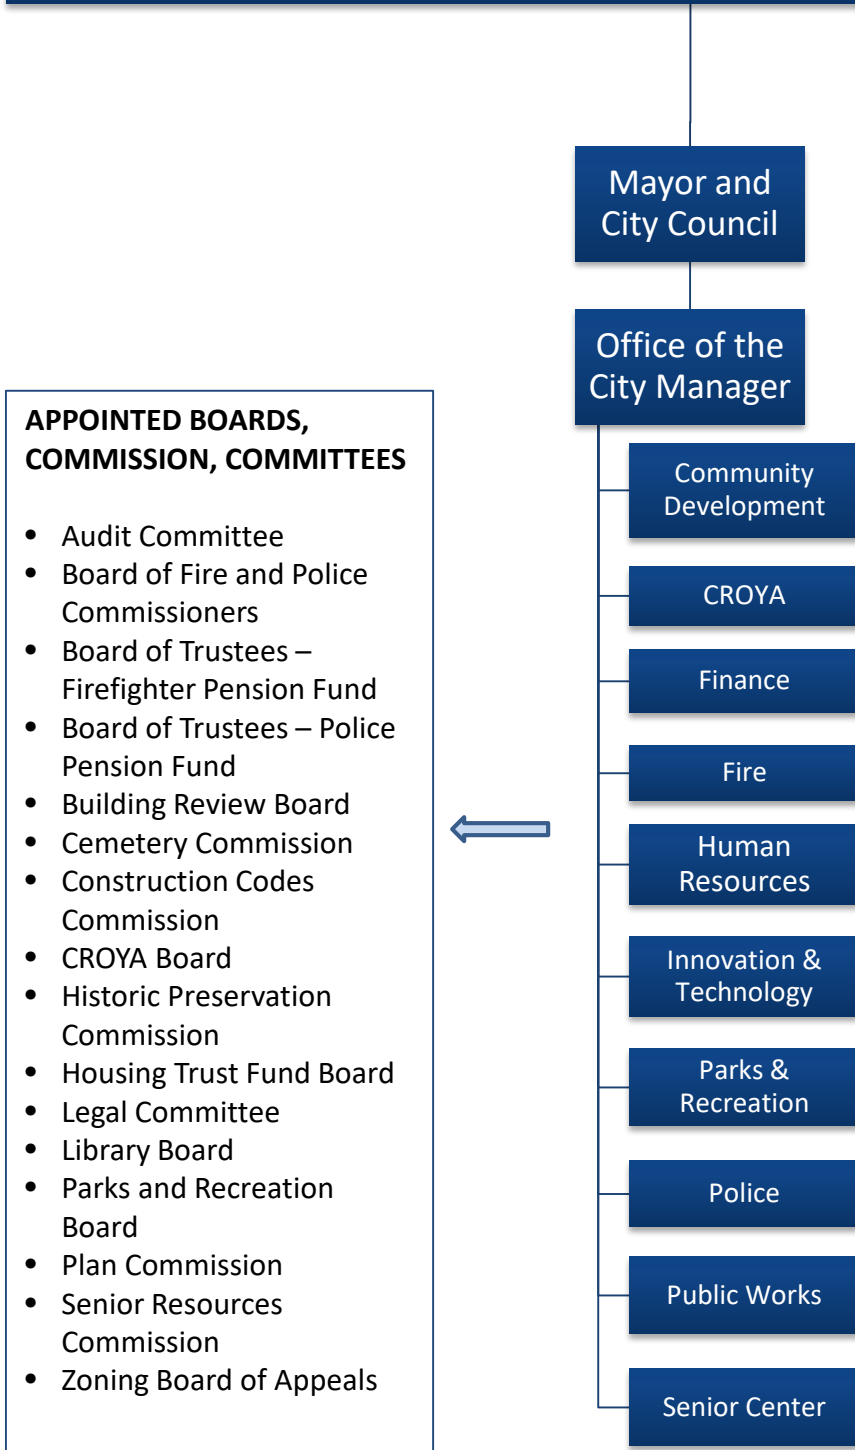 Mayor and
City Council
Office of the
City Manager
APPOINTED BOARDS,
COMMISSION, COMMITTEES
• Audit Committee
• Board of Fire and Police
Commissioners
• Board of Trustees –
Firefighter Pension Fund
• Board of Trustees – Police
Pension Fund
• Building Review Board
• Cemetery Commission
• Construction Codes
Commission
• CROYA Board
• Historic Preservation
Commission
• Housing Trust Fund Board
• Legal Committee
• Library Board
• Parks and Recreation
Board
• Plan Commission
• Senior Resources
Commission
• Zoning Board of Appeals
Community
Development
CROYA
Finance
Fire
Human
Resources
Innovation &
Technology
Parks &
Recreation
Police
Public Works
Senior Center